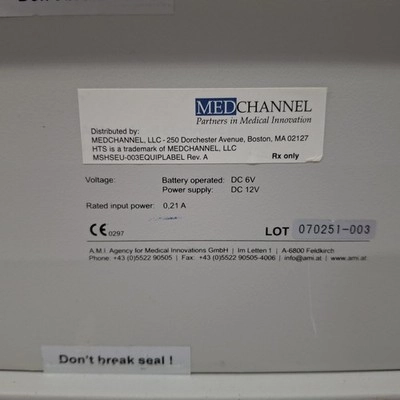 MEDCHANNEL
Partners in Medical Innovation
Distributed by:
MEDCHANNEL, LLC - 250 Dorchester Avenue, Boston, MA 02127
HTS is a trademark of MEDCHANNEL, LLC
MSHSEU-003EQUIPLABEL Rev. A Rx only
Voltage: Battery operated: DC 6V
Power supply: DC 12V
Rated input power: 0,21 A
CE 0297 LOT 070251-003
A.M.I. Agency for Medical Innovations GmbH | Im Letten 1 | A-6800 Feldkirch
Phone: +43 (0)5522 90505 | Fax: +43 (0)5522 90505-4006 | info@ami.at | www.ami.at
Don't break seal !